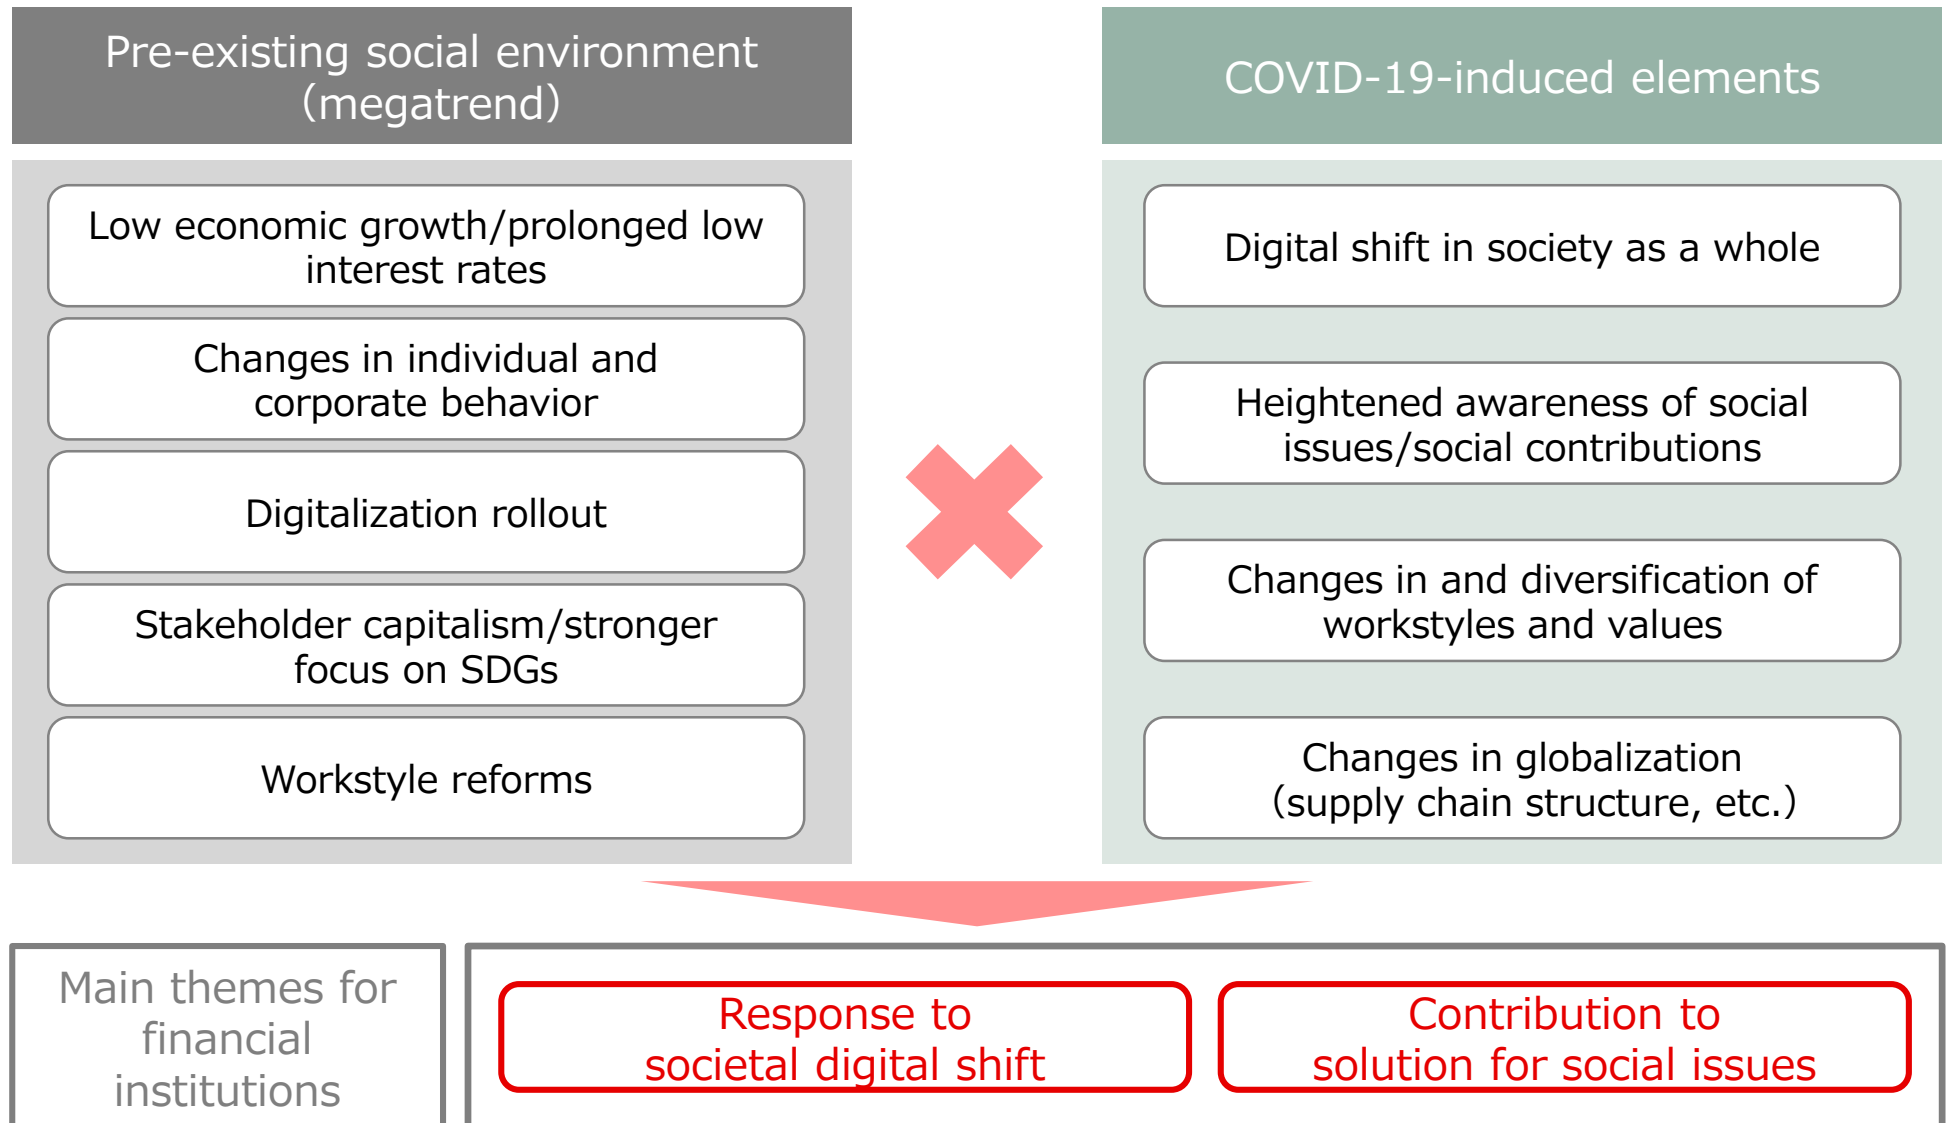 Pre-existing social environment
（megatrend）
Low economic growth/prolonged low
interest rates
Changes in individual and
corporate behavior
Digitalization rollout
Stakeholder capitalism/stronger
focus on SDGs
Workstyle reforms
COVID-19-induced elements
Digital shift in society as a whole
Heightened awareness of social
issues/social contributions
Changes in and diversification of
workstyles and values
Changes in globalization
（supply chain structure, etc.）
Main themes for
financial
institutions
Response to
societal digital shift
Contribution to
solution for social issues